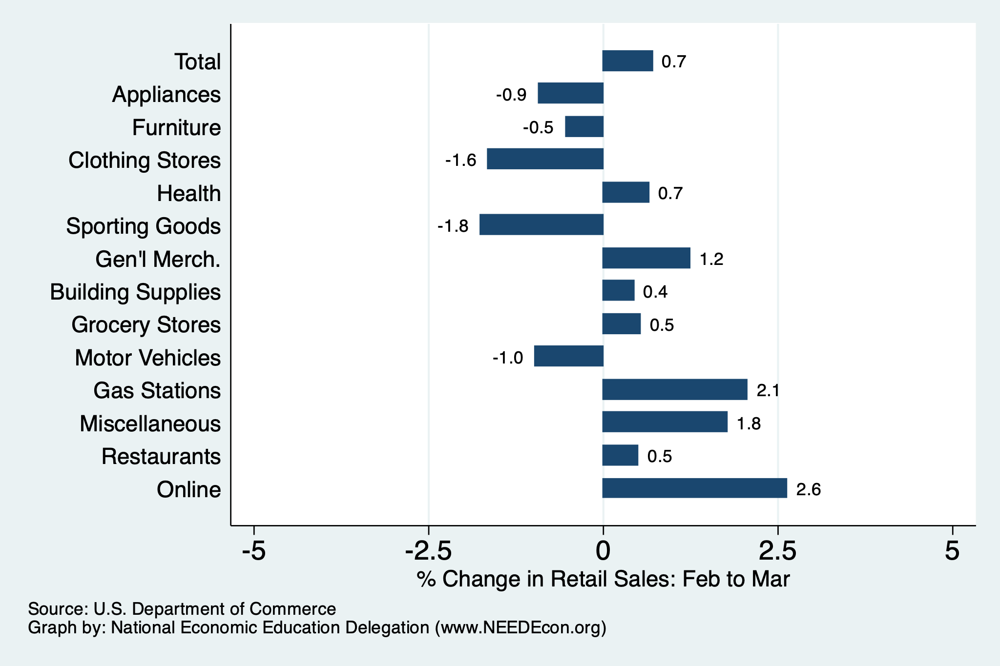 Total 0.7
Appliances -0.9
Furniture -0.5
Clothing Stores -1.6
Health 0.7
Sporting Goods -1.8
Gen'l Merch. 1.2
Building Supplies 0.4
Grocery Stores 0.5
Motor Vehicles -1.0
Gas Stations 2.1
Miscellaneous 1.8
Restaurants 0.5
Online 2.6
-5 -2.5 0 2.5 5
% Change in Retail Sales: Feb to Mar
Source: U.S. Department of Commerce
Graph by: National Economic Education Delegation (www.NEEDEcon.org)